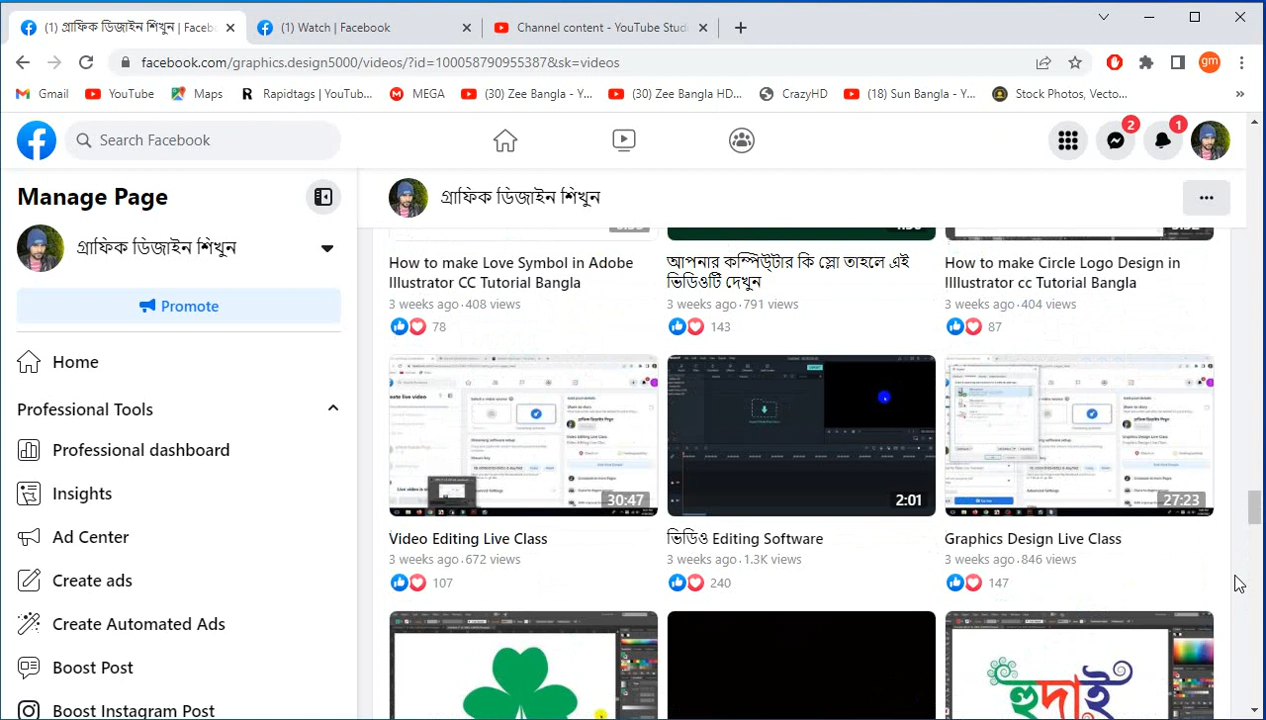 (1) গ্রাফিক ডিজাইন শিখুন | Faceb
(1) Watch | Facebook
Channel content - YouTube Studi
facebook.com/graphics.design5000/videos/?id=100058790955387&sk=videos
gm
Gmail
YouTube
Maps
Rapidtags | YouTu...
MEGA
(30) Zee Bangla - Y...
(30) Zee Bangla HD...
CrazyHD
(18) Sun Bangla - Y...
Stock Photos, Vecto...
»
Search Facebook
2
1
Manage Page
গ্রাফিক ডিজাইন শিখুন
গ্রাফিক ডিজাইন শিখুন
Promote
Home
Professional Tools
Professional dashboard
Insights
Ad Center
Create ads
Create Automated Ads
Boost Post
Boost Instagram Post
How to make Love Symbol in Adobe
Illustrator CC Tutorial Bangla
3 weeks ago · 408 views
78
আপনার কম্পিউটার কি স্লো তাহলে এই
ভিডিওটি দেখুন
3 weeks ago · 791 views
143
How to make Circle Logo Design in
Illlustrator cc Tutorial Bangla
3 weeks ago · 404 views
87
30:47
Video Editing Live Class
3 weeks ago · 672 views
107
2:01
ভিডিও Editing Software
3 weeks ago · 1.3K views
240
27:23
Graphics Design Live Class
3 weeks ago · 846 views
147
হুদাই